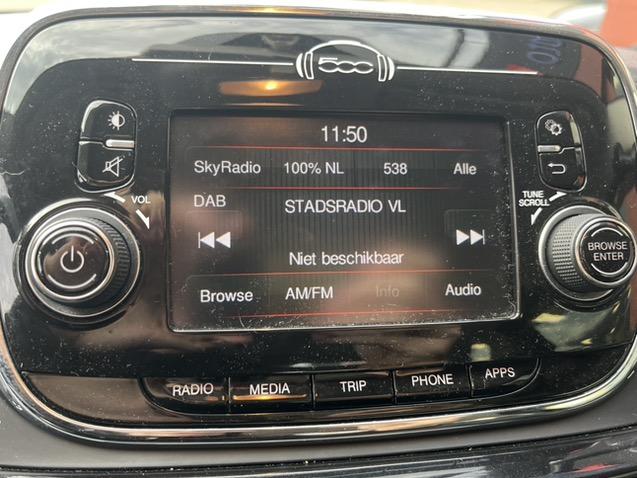 500
11:50
SkyRadio 100% NL 538 Alle
VOL
DAB STADSRADIO VL
TUNE
SCROLL
BROWSE
ENTER
Niet beschikbaar
Browse AM/FM Info Audio
RADIO MEDIA TRIP PHONE APPS